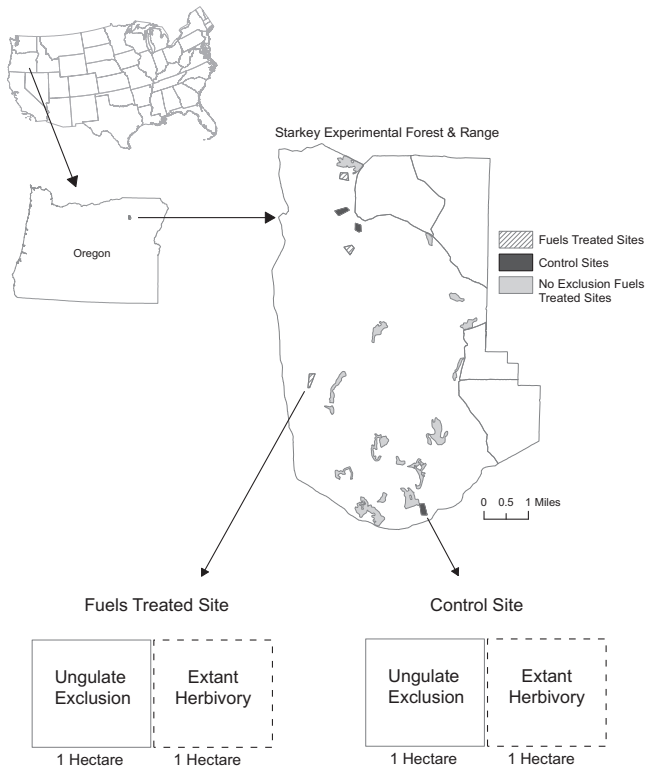 Starkey Experimental Forest & Range
Oregon
Fuels Treated Sites
Control Sites
No Exclusion Fuels
Treated Sites
0 0.5 1 Miles
Fuels Treated Site
Control Site
Ungulate
Exclusion
Extant
Herbivory
Ungulate
Exclusion
Extant
Herbivory
1 Hectare
1 Hectare
1 Hectare
1 Hectare